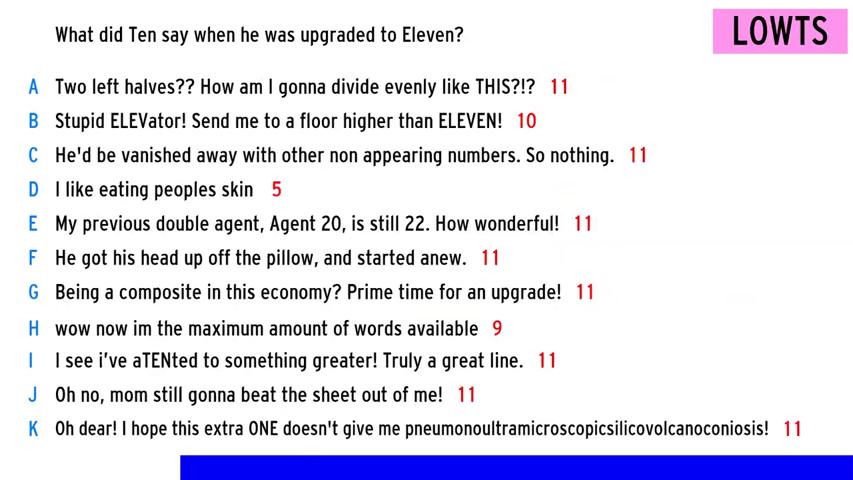 What did Ten say when he was upgraded to Eleven?
LOWTS
A Two left halves?? How am I gonna divide evenly like THIS?!? 11
B Stupid ELEVator! Send me to a floor higher than ELEVEN! 10
C He'd be vanished away with other non appearing numbers. So nothing. 11
D I like eating peoples skin 5
E My previous double agent, Agent 20, is still 22. How wonderful! 11
F He got his head up off the pillow, and started anew. 11
G Being a composite in this economy? Prime time for an upgrade! 11
H wow now im the maximum amount of words available 9
I I see i've aTENted to something greater! Truly a great line. 11
J Oh no, mom still gonna beat the sheet out of me! 11
K Oh dear! I hope this extra ONE doesn't give me pneumonoultramicroscopicsilicovolcanoconiosis! 11